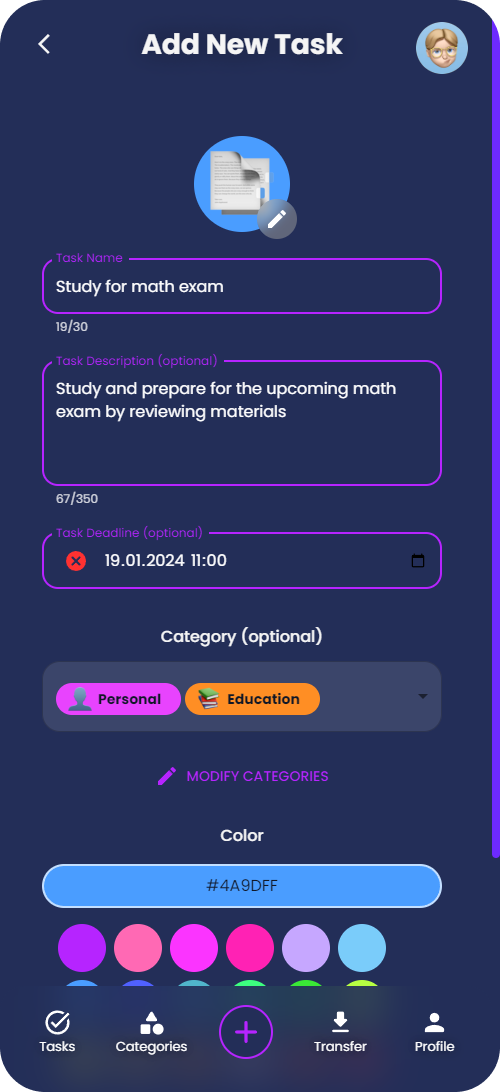 Add New Task
Task Name
Study for math exam
19/30
Task Description (optional)
Study and prepare for the upcoming math
exam by reviewing materials
67/350
Task Deadline (optional)
19.01.2024 11:00
Category (optional)
Personal
Education
MODIFY CATEGORIES
Color
#4A9DFF
Tasks
Categories
Transfer
Profile